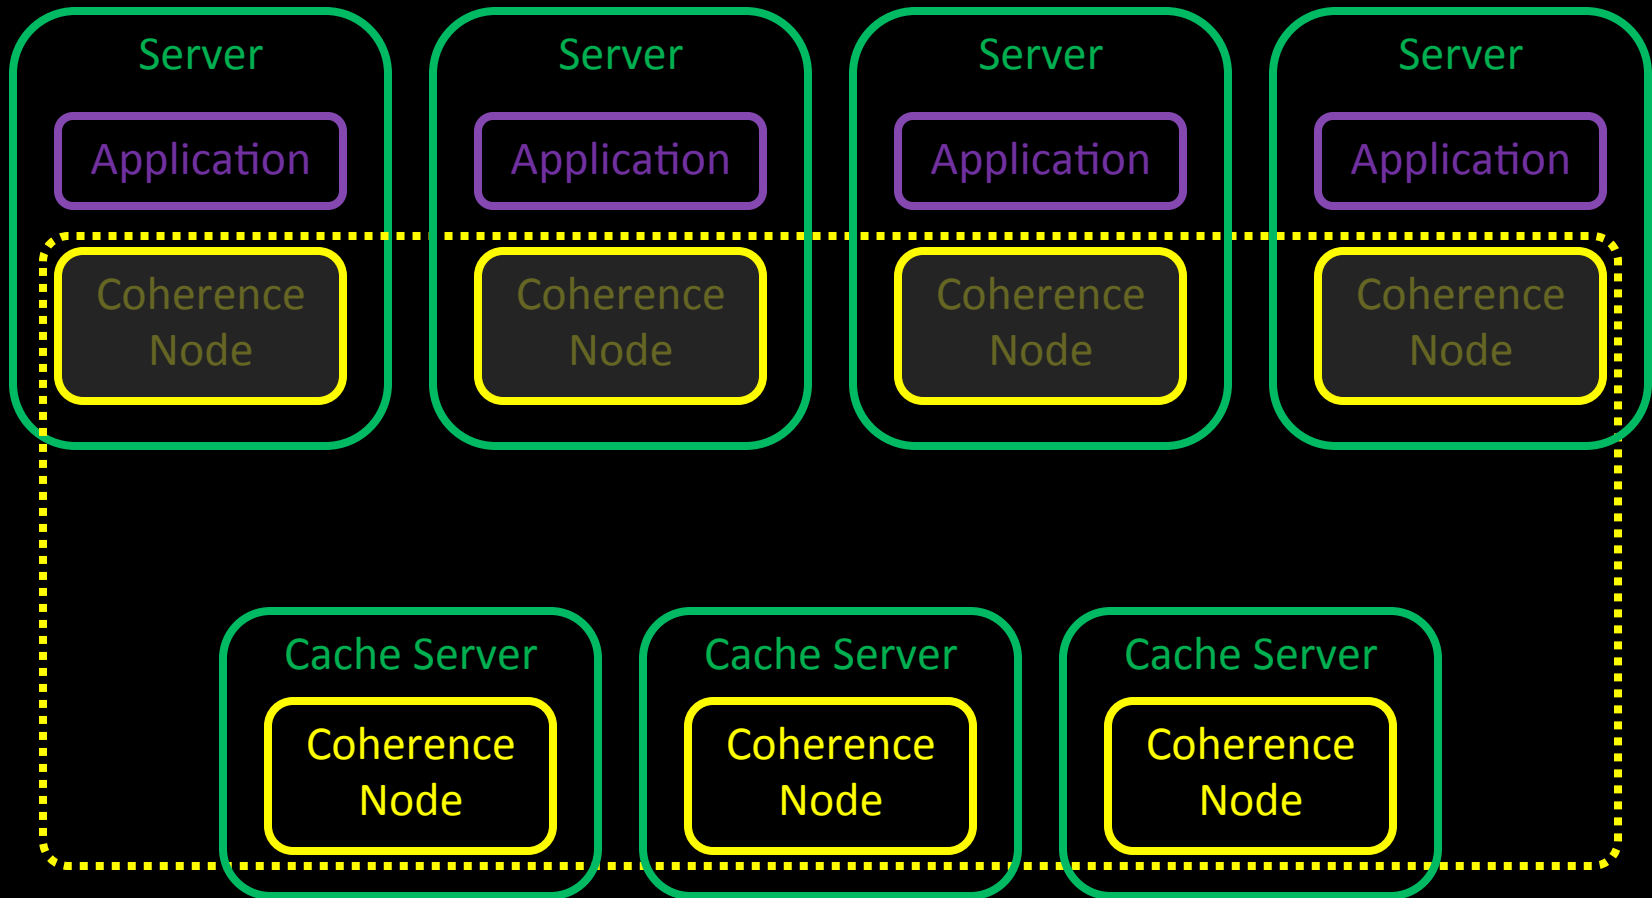 Server Server Server Server
Application Application Application Application
Coherence Coherence Coherence Coherence
Node Node Node Node
Cache Server Cache Server Cache Server
Coherence Coherence Coherence
Node Node Node